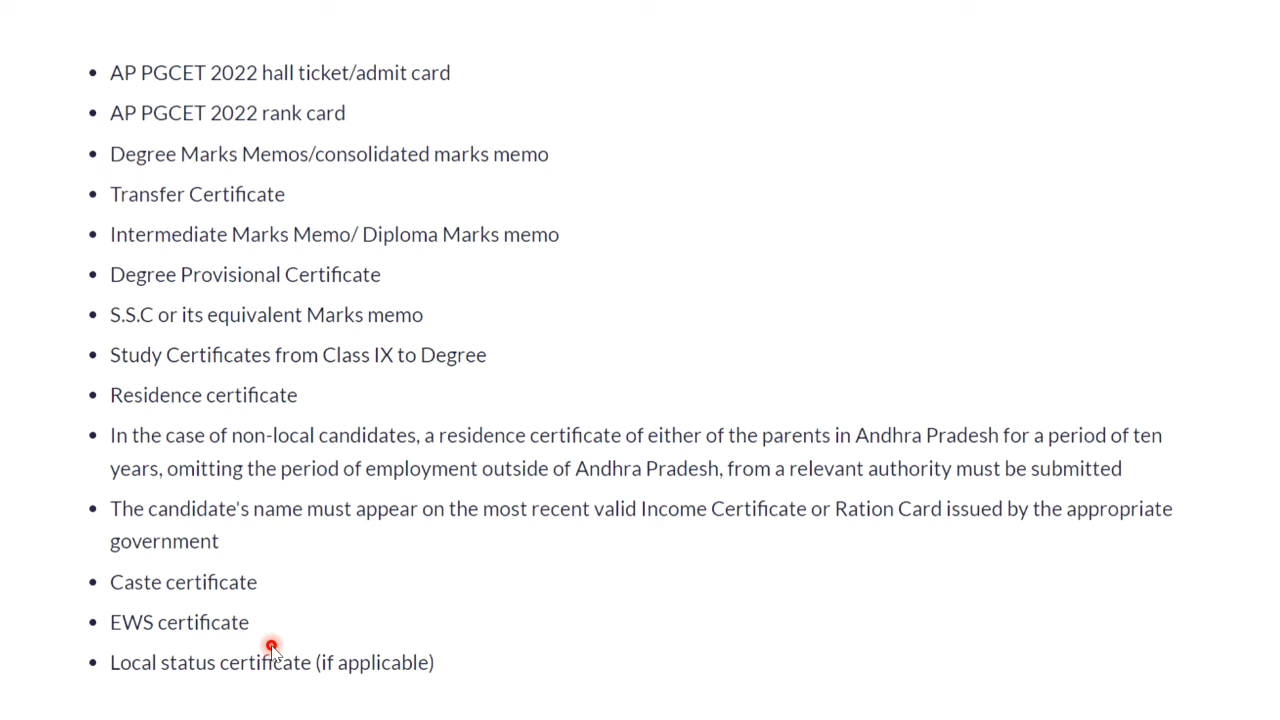 • AP PGCET 2022 hall ticket/admit card
• AP PGCET 2022 rank card
• Degree Marks Memos/consolidated marks memo
• Transfer Certificate
• Intermediate Marks Memo/ Diploma Marks memo
• Degree Provisional Certificate
• S.S.C or its equivalent Marks memo
• Study Certificates from Class IX to Degree
• Residence certificate
• In the case of non-local candidates, a residence certificate of either of the parents in Andhra Pradesh for a period of ten
years, omitting the period of employment outside of Andhra Pradesh, from a relevant authority must be submitted
• The candidate's name must appear on the most recent valid Income Certificate or Ration Card issued by the appropriate
government
• Caste certificate
• EWS certificate
• Local status certificate (if applicable)